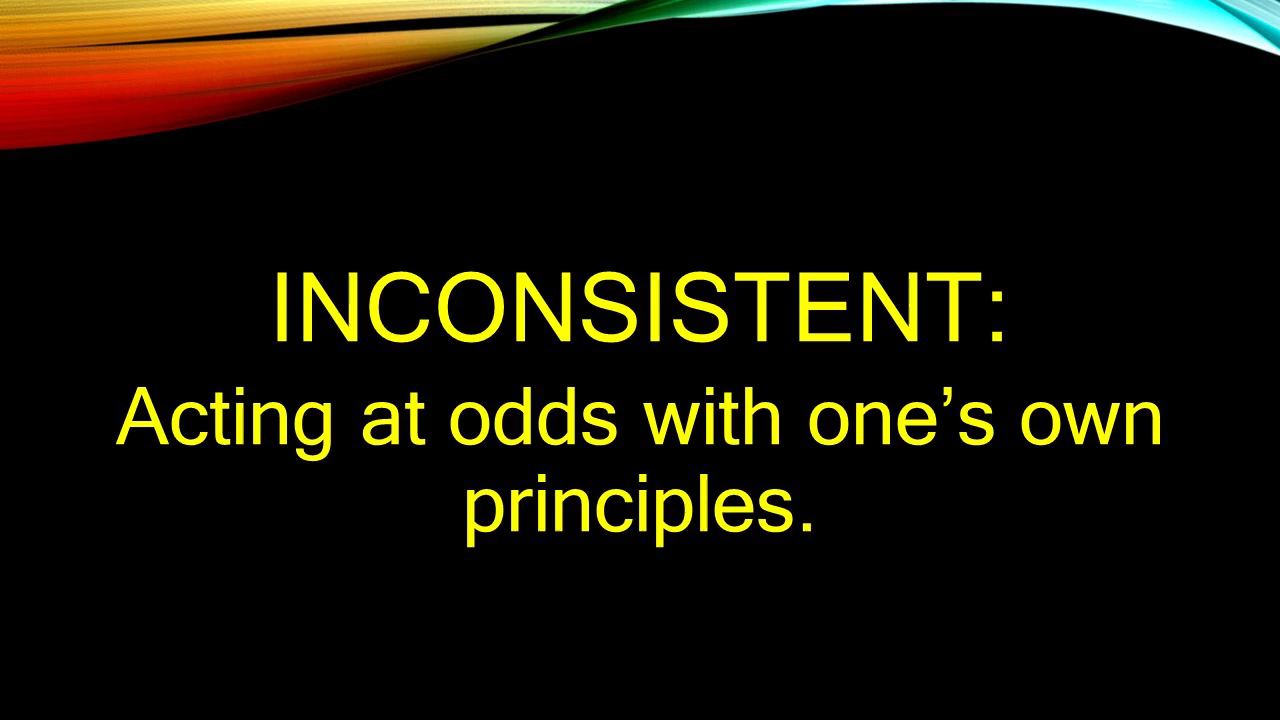 INCONSISTENT:
Acting at odds with one’s own
principles.